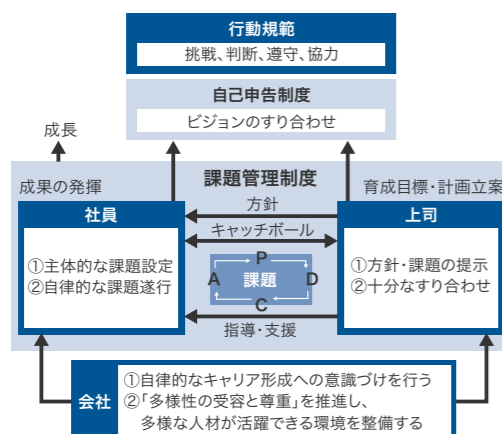 行動規範
挑戦、判断、遵守、協力
自己申告制度
ビジョンのすり合わせ
成長
成果の発揮
課題管理制度
育成目標・計画立案
社員
①主体的な課題設定
②自律的な課題遂行
方針
キャッチボール
P
A
課題
D
C
指導・支援
上司
①方針・課題の提示
②十分なすり合わせ
会社
①自律的なキャリア形成への意識づけを行う
②「多様性の受容と尊重」を推進し、
多様な人材が活躍できる環境を整備する